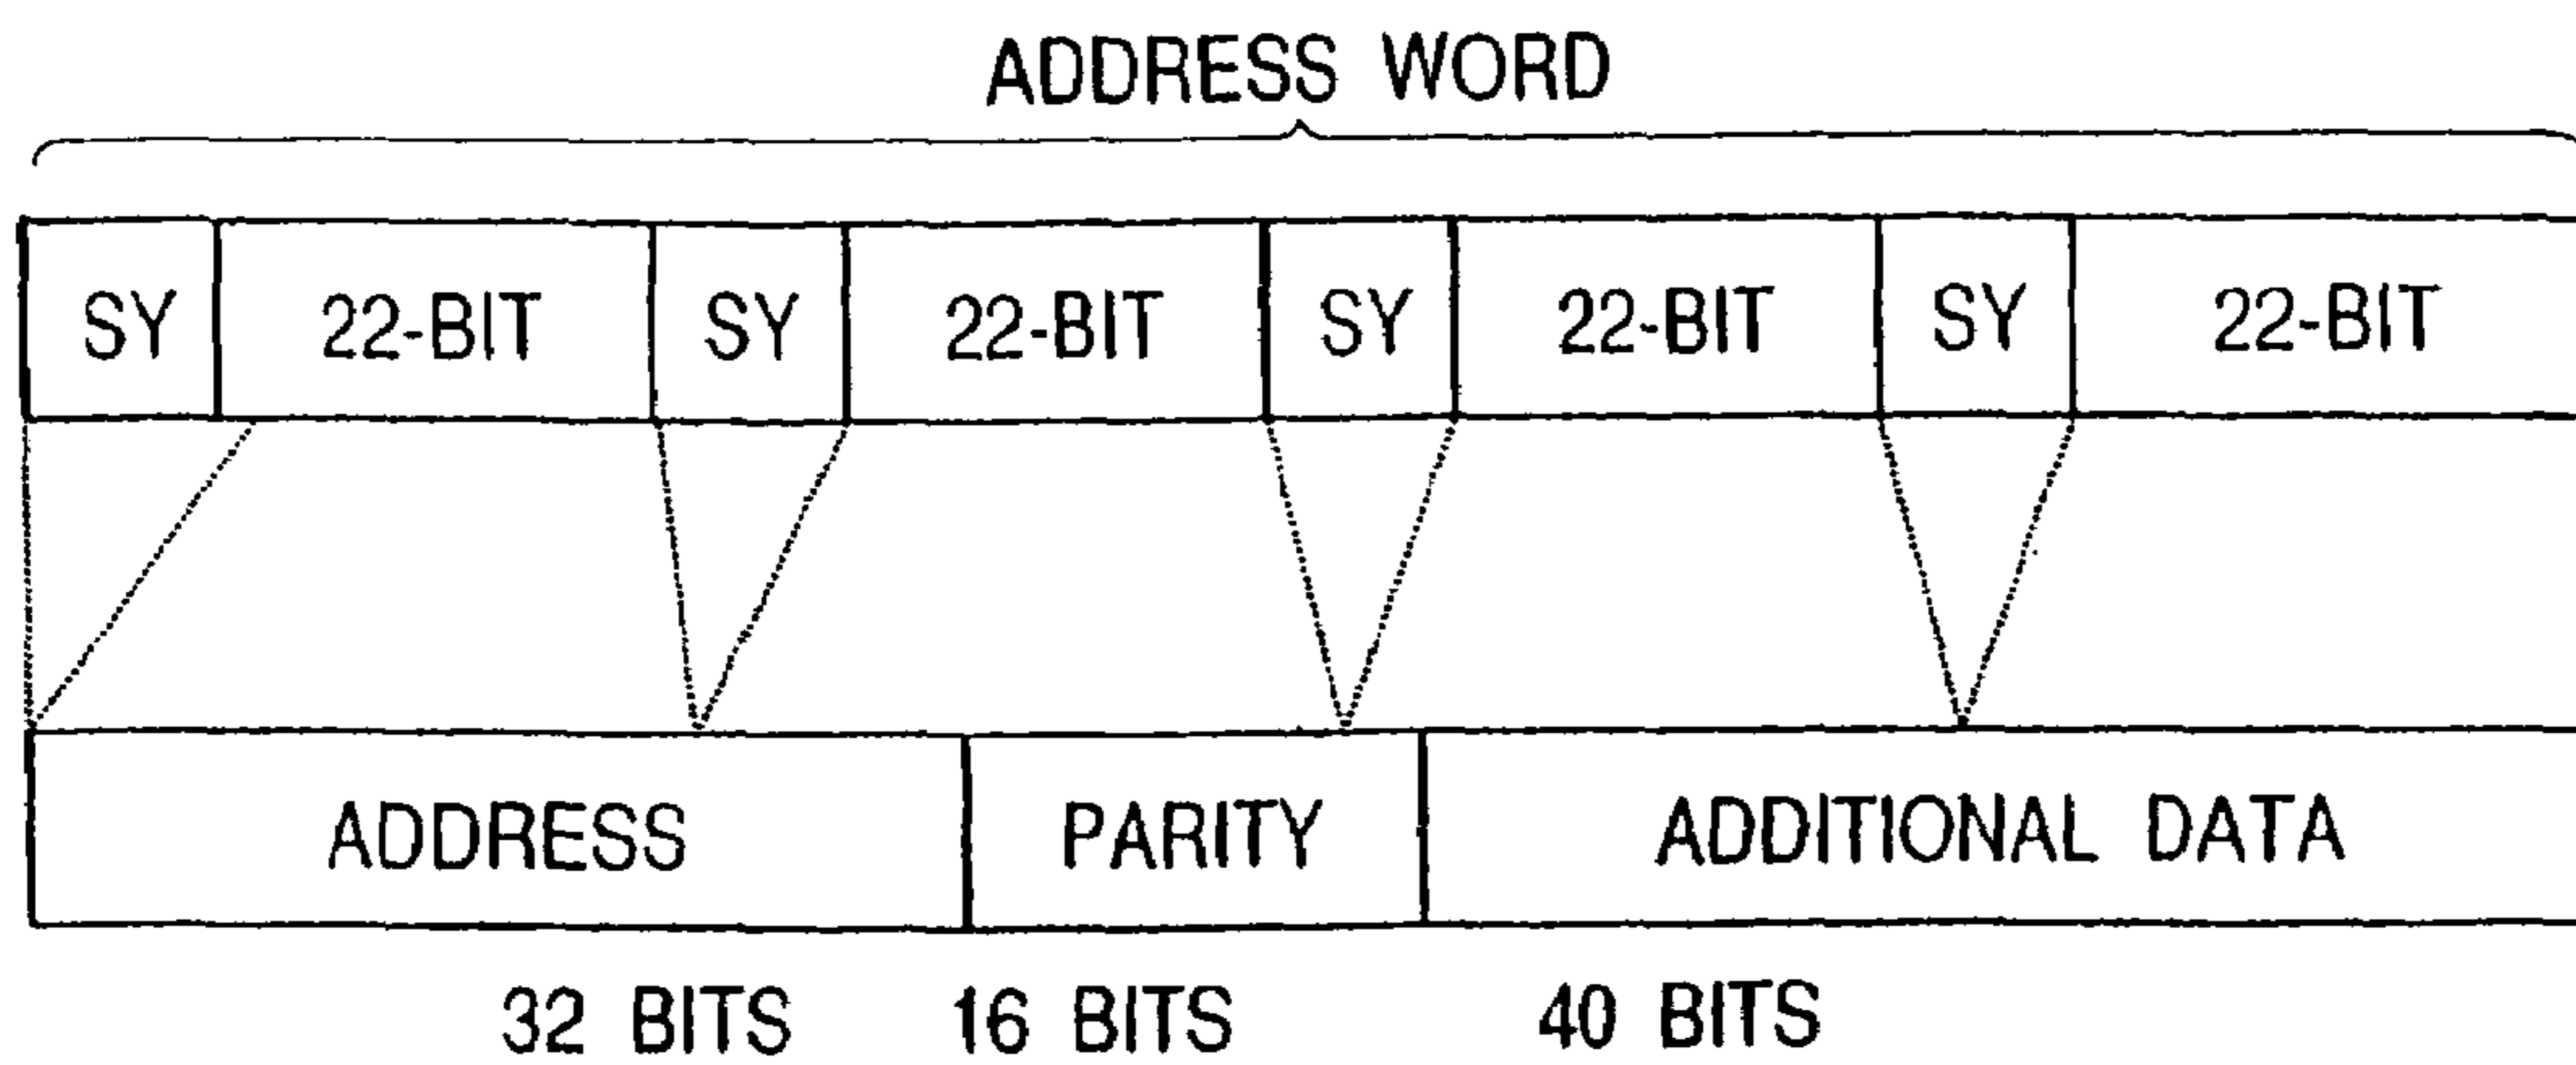 ADDRESS WORD
SY 22-BIT SY 22-BIT SY 22-BIT SY 22-BIT
ADDRESS PARITY ADDITIONAL DATA
32 BITS 16 BITS 40 BITS